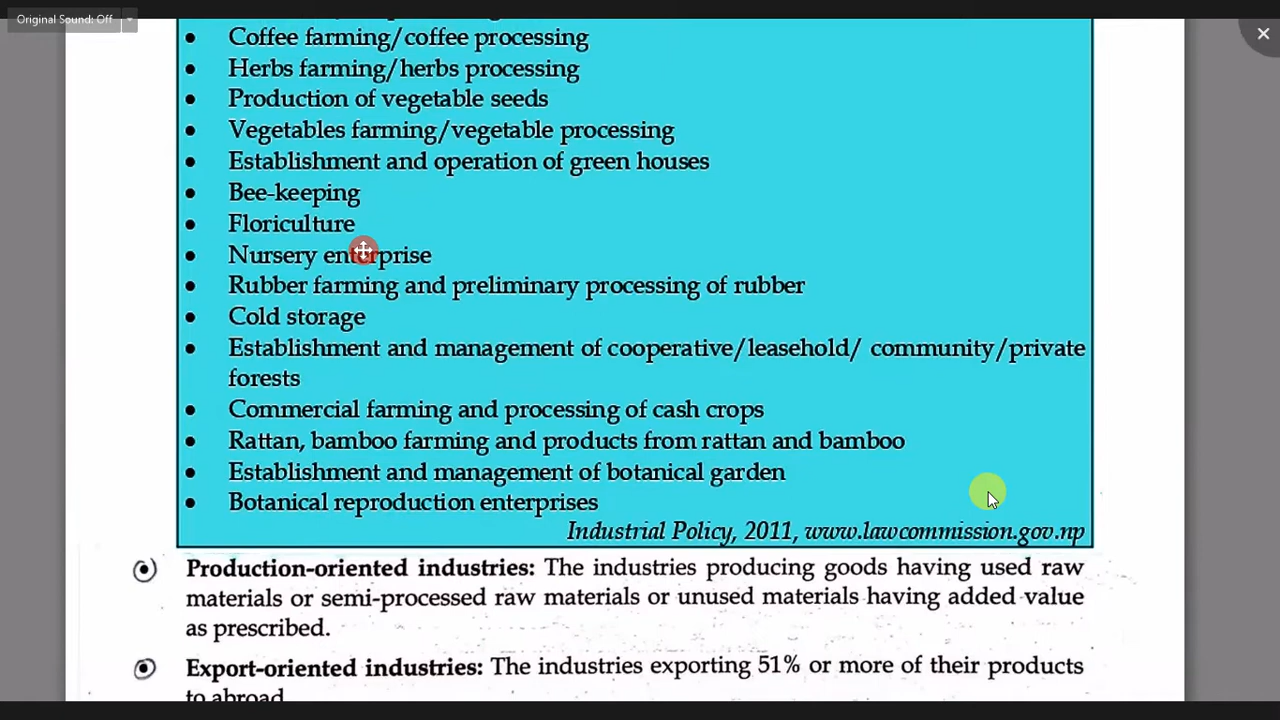 Original Sound: Off
• Coffee farming/coffee processing
• Herbs farming/herbs processing
• Production of vegetable seeds
• Vegetables farming/vegetable processing
• Establishment and operation of green houses
• Bee-keeping
• Floriculture
• Nursery enterprise
• Rubber farming and preliminary processing of rubber
• Cold storage
• Establishment and management of cooperative/leasehold/ community/private
forests
• Commercial farming and processing of cash crops
• Rattan, bamboo farming and products from rattan and bamboo
• Establishment and management of botanical garden
• Botanical reproduction enterprises
Industrial Policy, 2011, www.lawcommission.gov.np
Production-oriented industries: The industries producing goods having used raw
materials or semi-processed raw materials or unused materials having added value
as prescribed.
Export-oriented industries: The industries exporting 51% or more of their products
to abroad